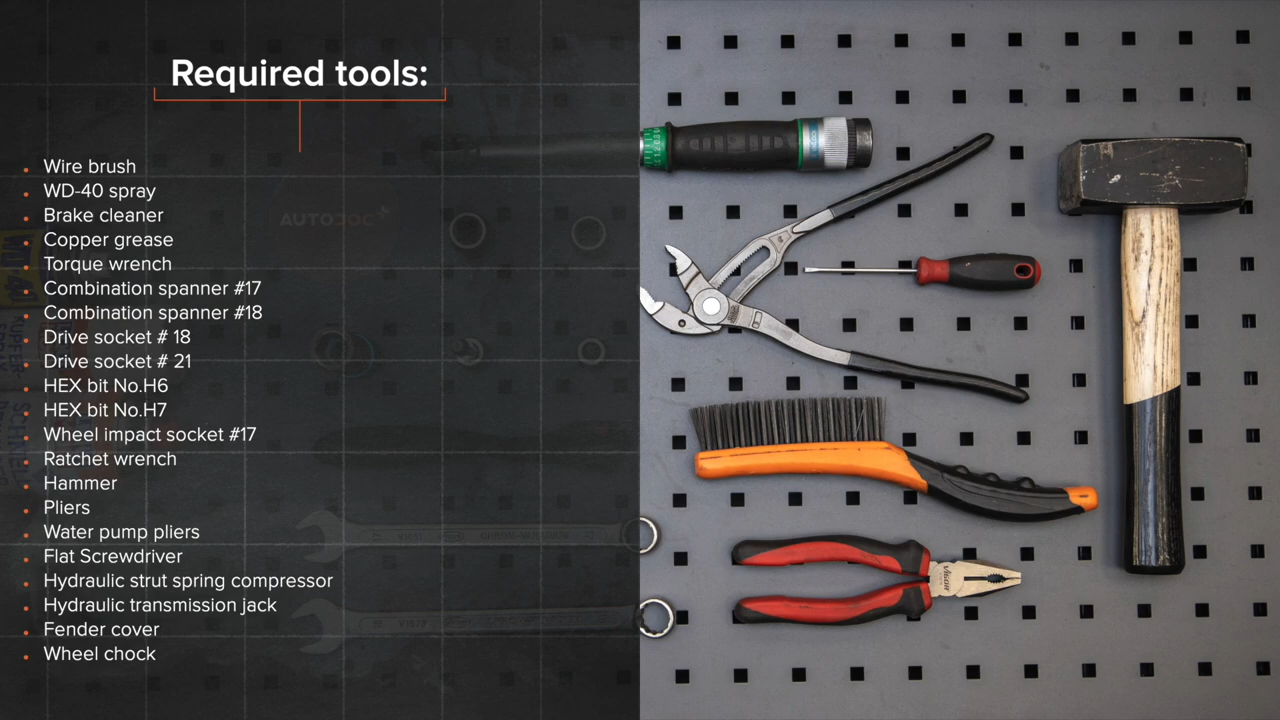 Required tools:
Wire brush
WD-40 spray
AUTODOC
Brake cleaner
Copper grease
Torque wrench
Combination spanner #17
Combination spanner #18
Drive socket # 18
Drive socket # 21
HEX bit No.H6
HEX bit No.H7
Wheel impact socket #17
Ratchet wrench
Hammer
Pliers
Water pump pliers
Flat Screwdriver
VIGOR
Hydraulic strut spring compressor
Hydraulic transmission jack
Fender cover
Wheel chock